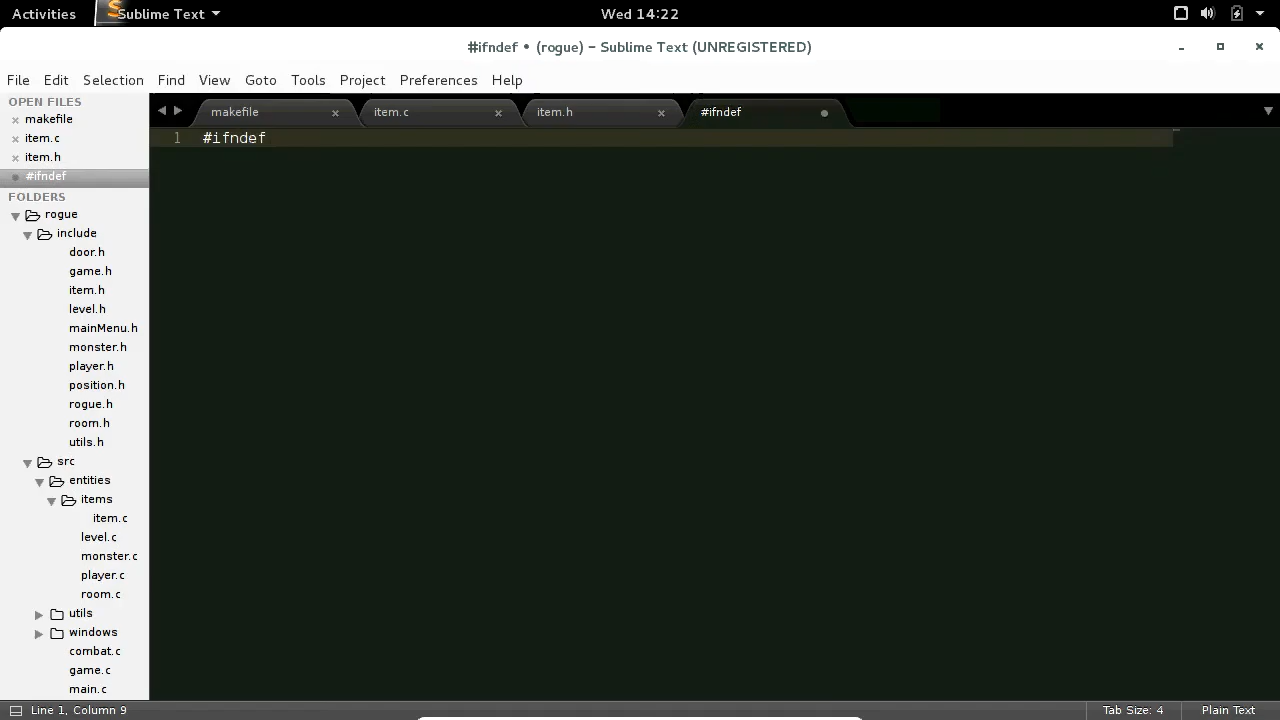 Activities Sublime Text Wed 14:22
#ifndef • (rogue) – Sublime Text (UNREGISTERED)
File Edit Selection Find View Goto Tools Project Preferences Help
OPEN FILES
makefile
item.c
item.h
#ifndef
FOLDERS
rogue
include
door.h
game.h
item.h
level.h
mainMenu.h
monster.h
player.h
position.h
rogue.h
room.h
utils.h
src
entities
items
item.c
level.c
monster.c
player.c
room.c
utils
windows
combat.c
game.c
main.c
makefile item.c item.h #ifndef
1 #ifndef
Line 1, Column 9 Tab Size: 4 Plain Text